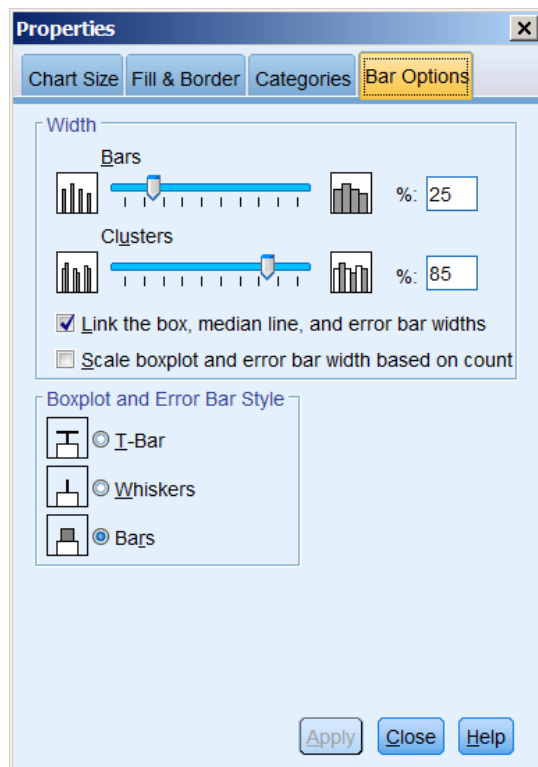 Properties
Chart Size Fill & Border Categories Bar Options
Width
Bars
%: 25
Clusters
%: 85
Link the box, median line, and error bar widths
Scale boxplot and error bar width based on count
Boxplot and Error Bar Style
T-Bar
Whiskers
Bars
Apply Close Help